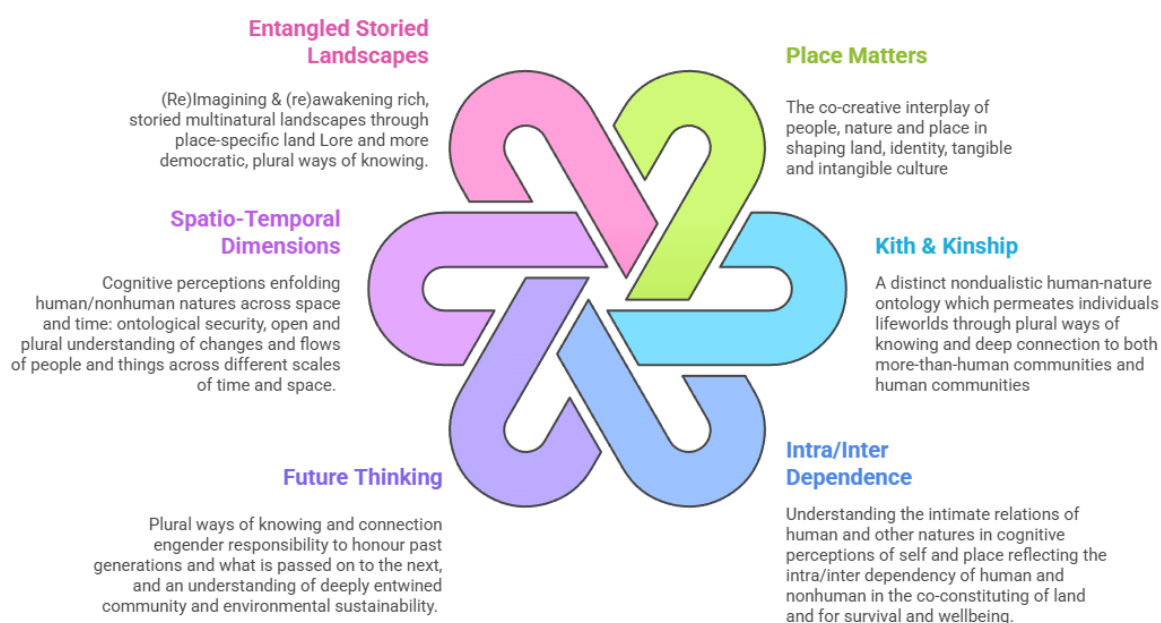 Entangled Storied
Landscapes
(Re)Imagining & (re)awakening rich,
storied multinatural landscapes through
place-specific land Lore and more
democratic, plural ways of knowing.
Place Matters
The co-creative interplay of
people, nature and place in
shaping land, identity, tangible
and intangible culture
Spatio-Temporal
Dimensions
Cognitive perceptions enfolding
human/nonhuman natures across space
and time: ontological security, open and
plural understanding of changes and flows
of people and things across different scales
of time and space.
Kith & Kinship
A distinct nondualistic human-nature
ontology which permeates individuals
lifeworlds through plural ways of
knowing and deep connection to both
more-than-human communities and
human communities
Future Thinking
Plural ways of knowing and connection
engender responsibility to honour past
generations and what is passed on to the next,
and an understanding of deeply entwined
community and environmental sustainability.
Intra/Inter
Dependence
Understanding the intimate relations of
human and other natures in cognitive
perceptions of self and place reflecting the
intra/inter dependency of human and
nonhuman in the co-constituting of land
and for survival and wellbeing.